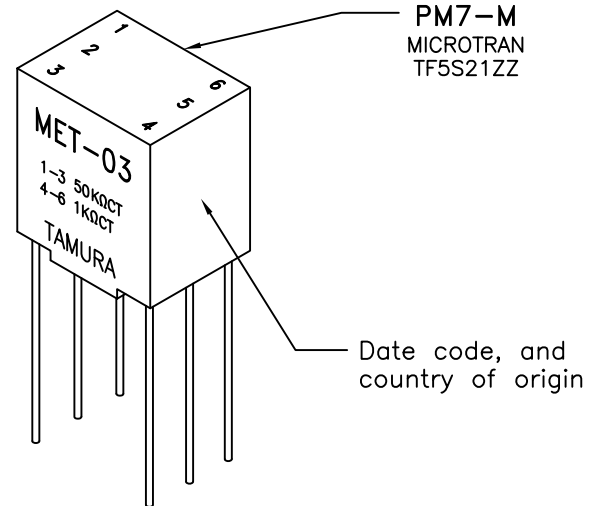 PM7-M
MICROTRAN
TF5S21ZZ
1
2
3
6
5
4
MET-03
1-3 50KΩCT
4-6 1KΩCT
TAMURA
Date code, and
country of origin